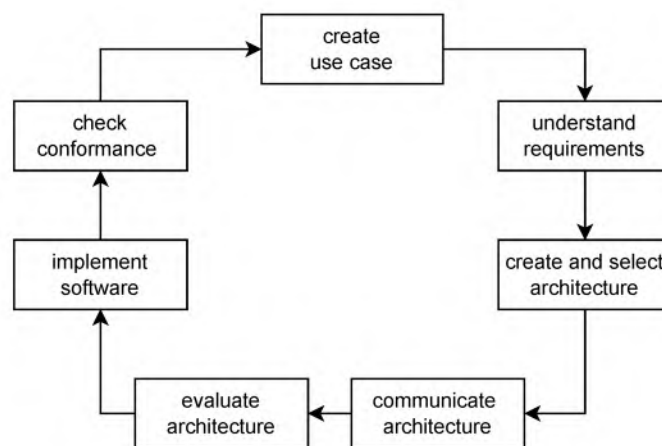 create
use case
understand
requirements
create and select
architecture
communicate
architecture
evaluate
architecture
implement
software
check
conformance